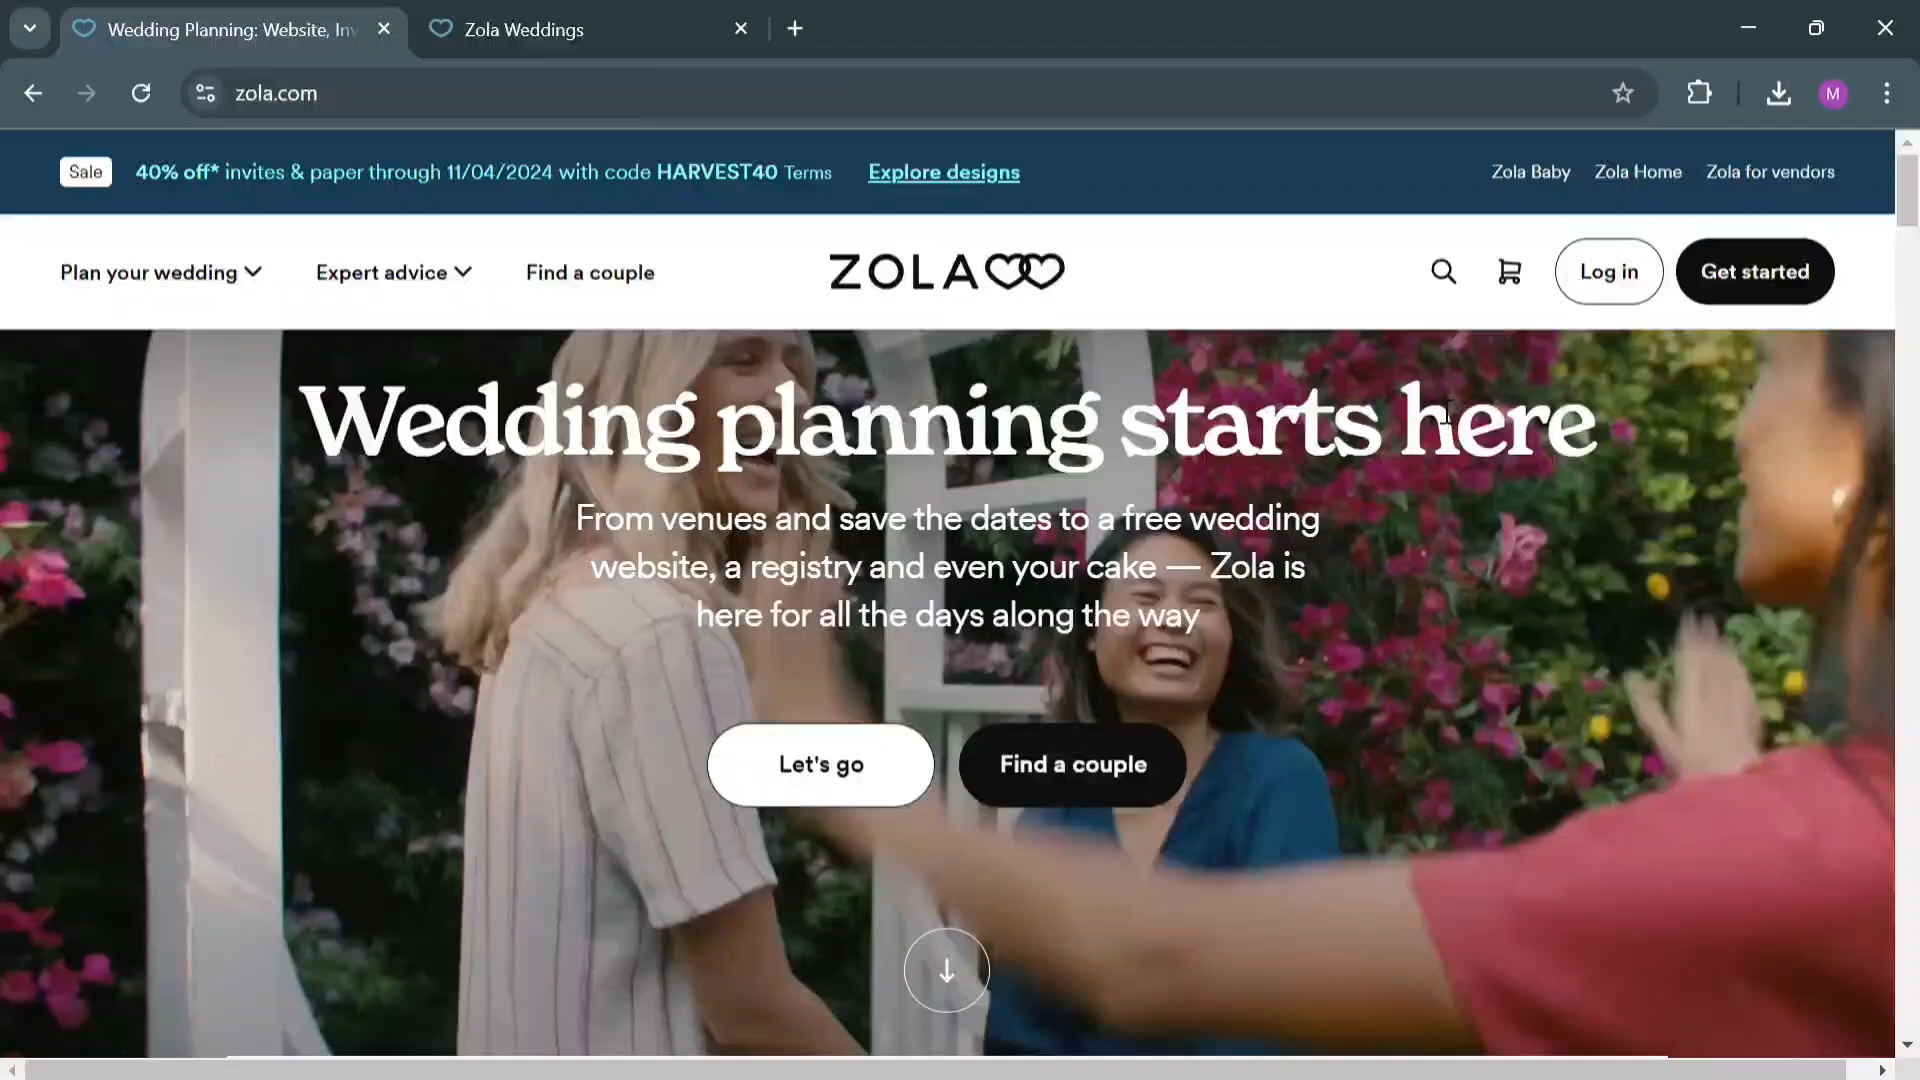 Wedding Planning: Website, Inv
Zola Weddings
zola.com
M
Sale 40% off* invites & paper through 11/04/2024 with code HARVEST40 Terms Explore designs
Zola Baby Zola Home Zola for vendors
Plan your wedding Expert advice Find a couple
ZOLA
Log in Get started
Wedding planning starts here
From venues and save the dates to a free wedding
website, a registry and even your cake — Zola is
here for all the days along the way
Let's go Find a couple